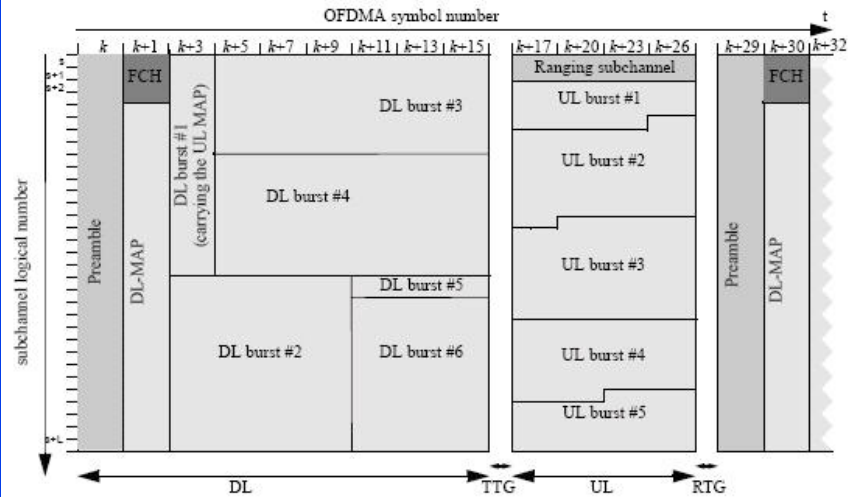 OFDMA symbol number
t
k k+1 k+3 k+5 k+7 k+9 k+11 k+13 k+15 k+17 k+20 k+23 k+26 k+29 k+30 k+32
s
s+1
s+2
s+L
subchannel logical number
Preamble
FCH
DL-MAP
DL burst #1
(carrying the UL MAP)
DL burst #3
DL burst #4
DL burst #2
DL burst #5
DL burst #6
Ranging subchannel
UL burst #1
UL burst #2
UL burst #3
UL burst #4
UL burst #5
Preamble
FCH
DL-MAP
DL
TTG
UL
RTG